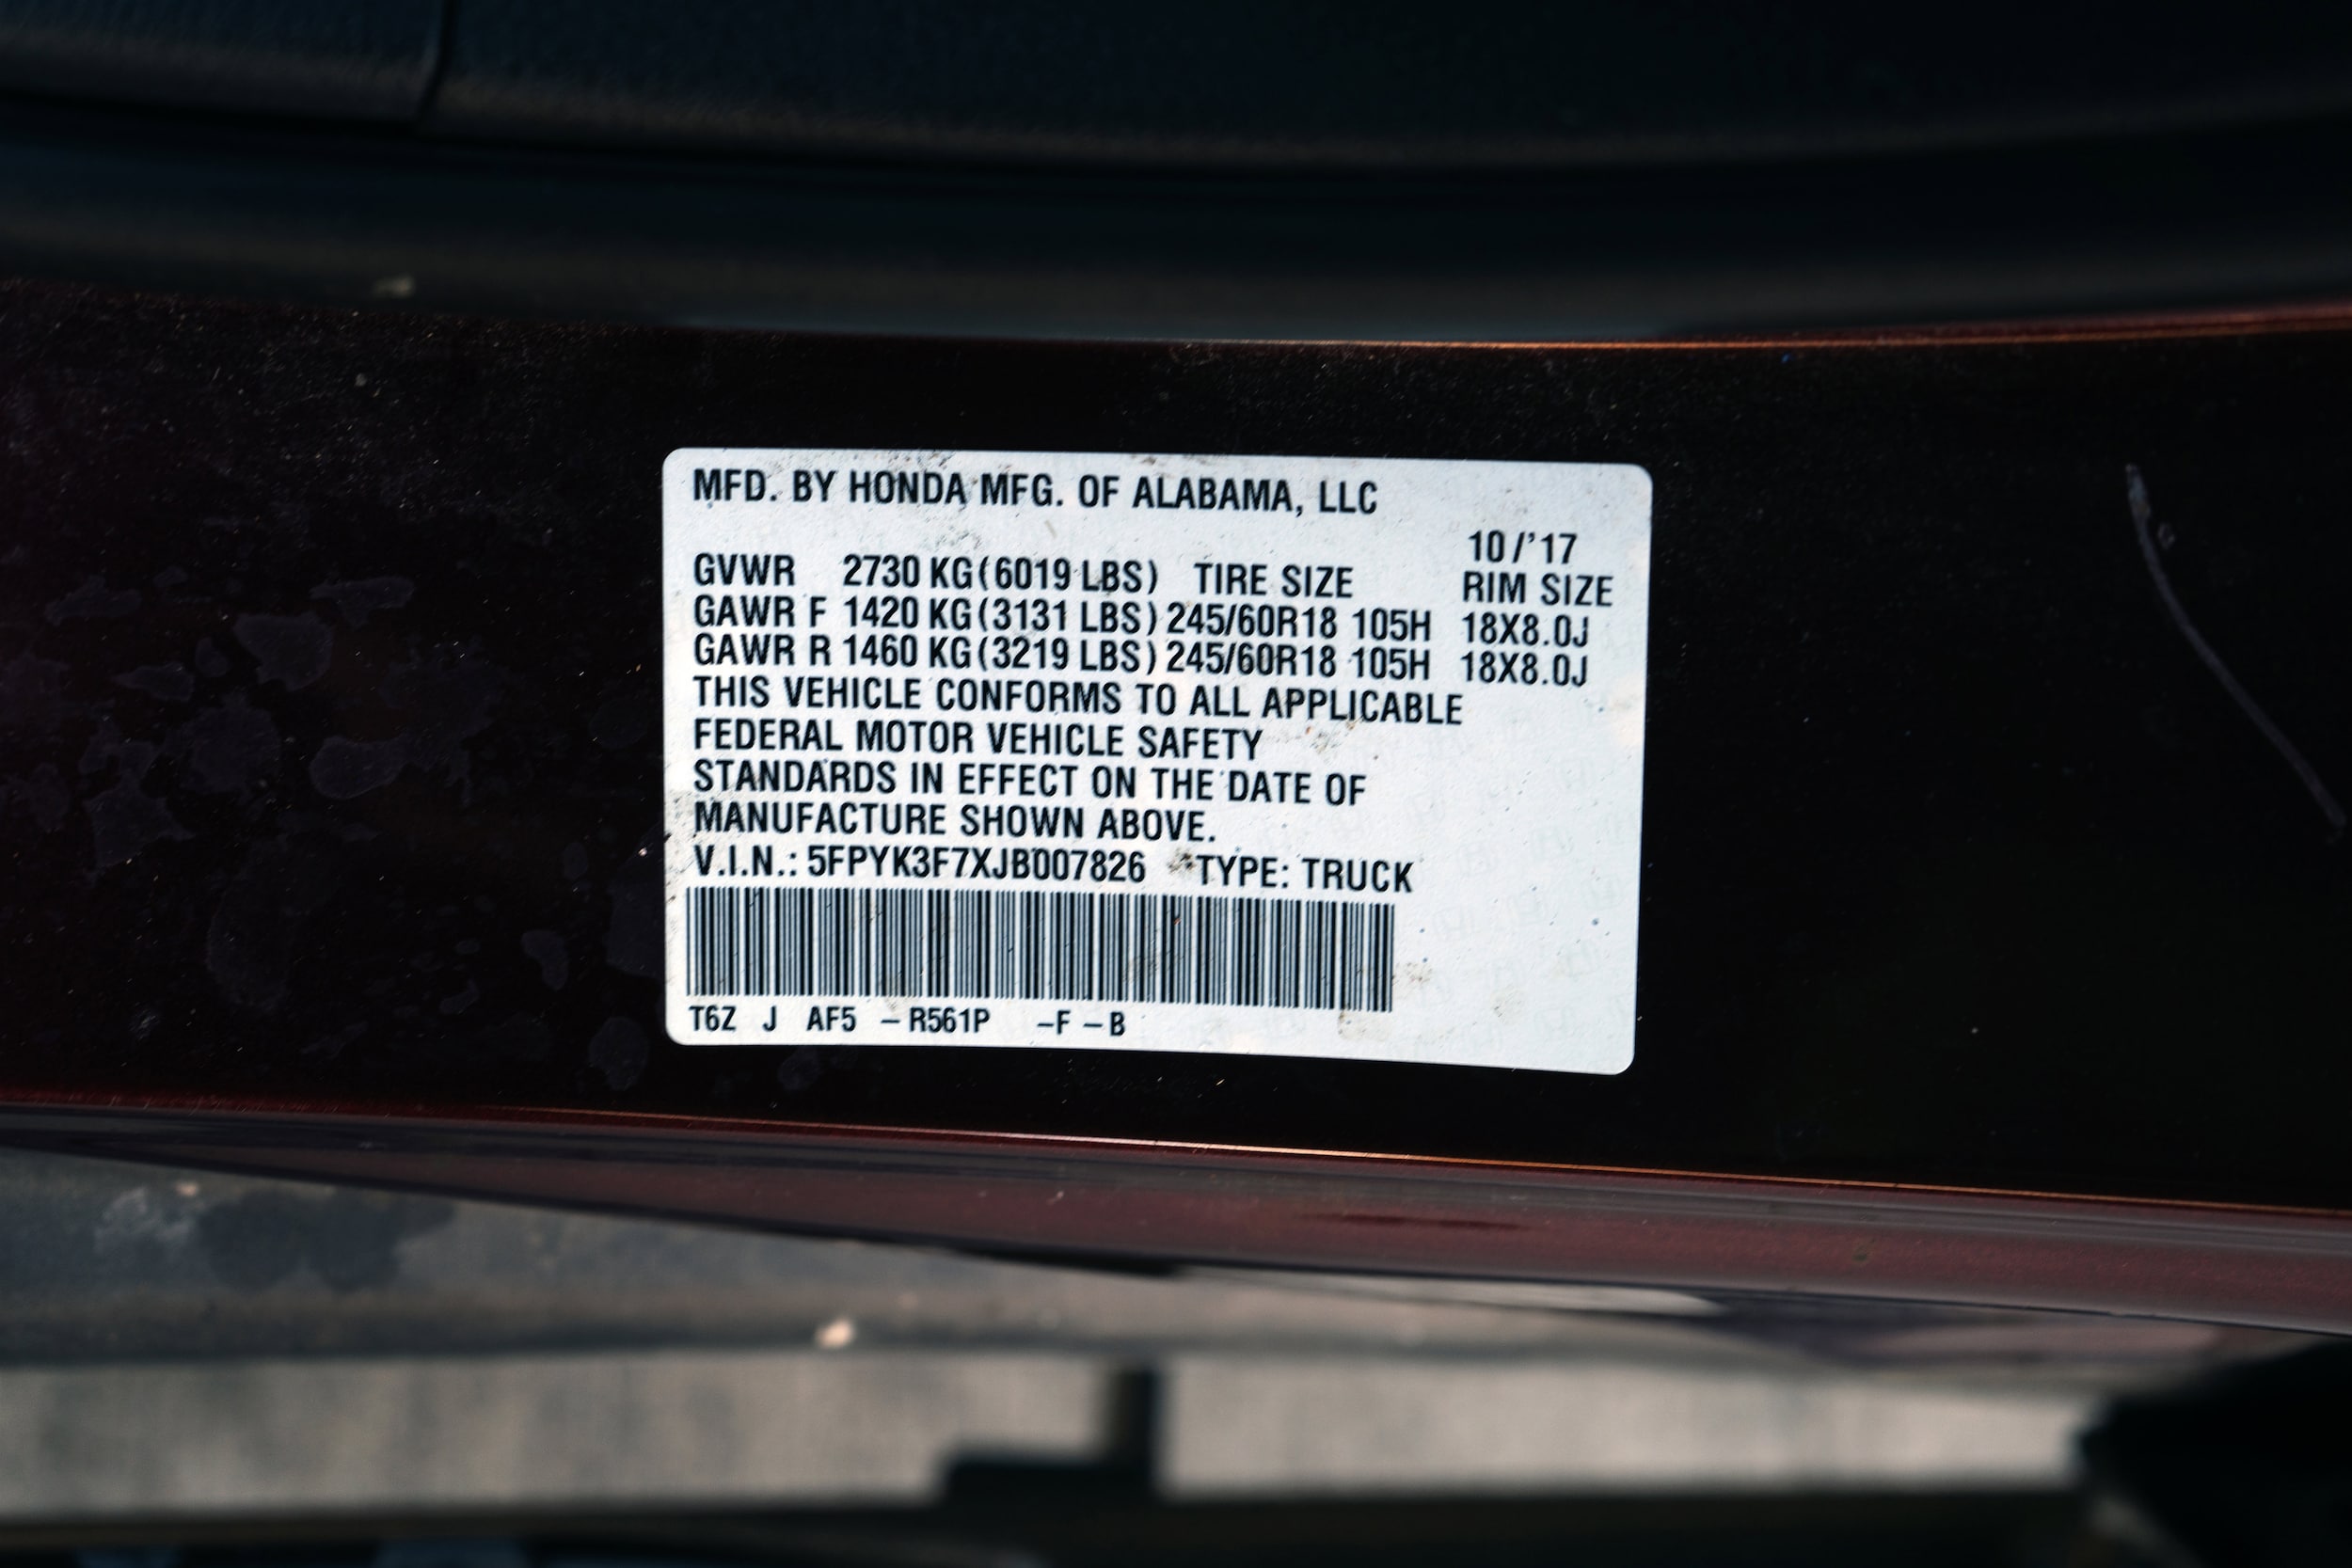 MFD. BY HONDA MFG. OF ALABAMA, LLC
10/'17
GVWR 2730 KG (6019 LBS) TIRE SIZE RIM SIZE
GAWR F 1420 KG (3131 LBS) 245/60R18 105H 18X8.0J
GAWR R 1460 KG (3219 LBS) 245/60R18 105H 18X8.0J
THIS VEHICLE CONFORMS TO ALL APPLICABLE
FEDERAL MOTOR VEHICLE SAFETY
STANDARDS IN EFFECT ON THE DATE OF
MANUFACTURE SHOWN ABOVE.
V.I.N.: 5FPYK3F7XJB007826 TYPE: TRUCK
T6Z J AF5 –R561P –F –B